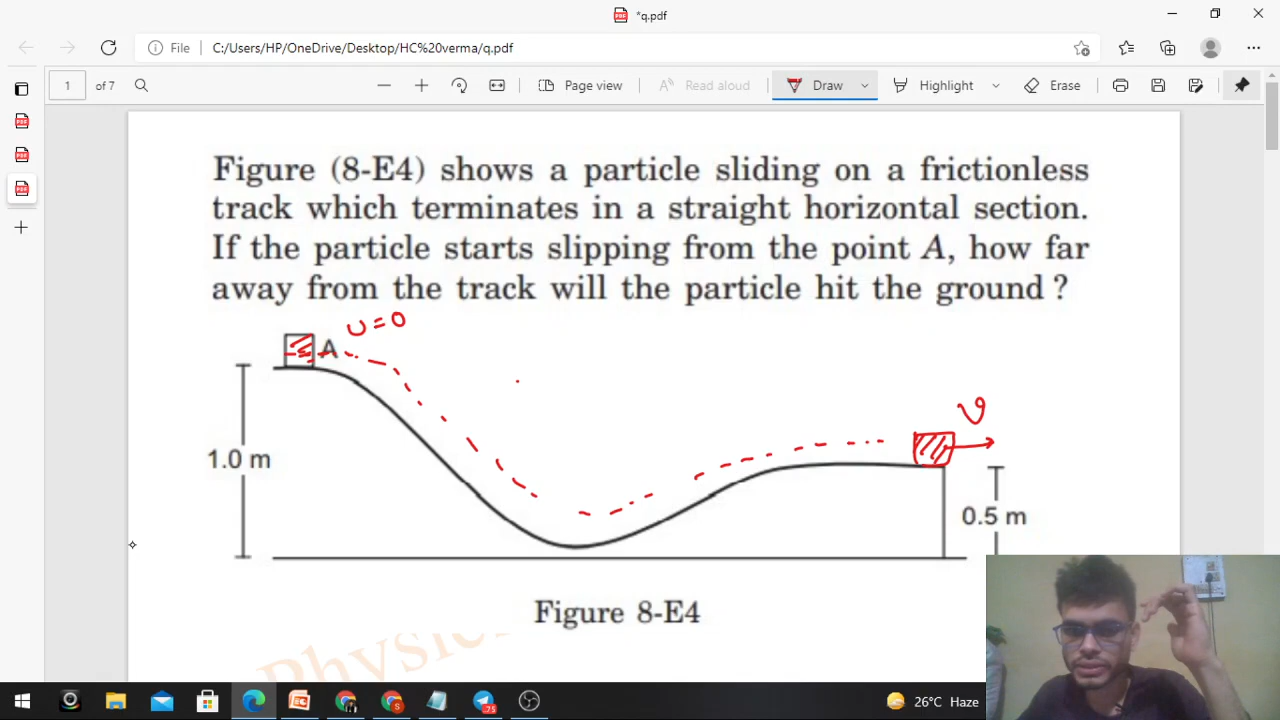 *q.pdf
File C:/Users/HP/OneDrive/Desktop/HC%20verma/q.pdf
1 of 7 Page view Read aloud Draw Highlight Erase
Figure (8-E4) shows a particle sliding on a frictionless
track which terminates in a straight horizontal section.
If the particle starts slipping from the point A, how far
away from the track will the particle hit the ground ?
u=0
A
v
1.0 m
0.5 m
Figure 8-E4
Physic
26°C Haze